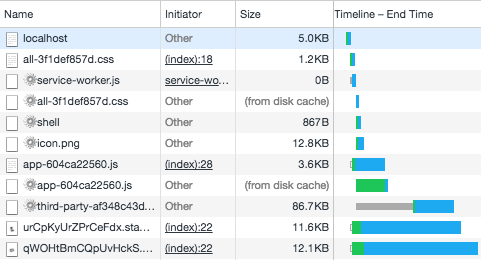 Name Initiator Size Timeline – End Time
localhost Other 5.0KB
all-3f1def857d.css (index):18 1.2KB
service-worker.js service-wo... 0B
all-3f1def857d.css Other (from disk cache)
shell Other 867B
icon.png Other 12.8KB
app-604ca22560.js (index):28 3.6KB
app-604ca22560.js Other (from disk cache)
third-party-af348c43d... Other 86.7KB
urCpKyUrZPrCeFdx.sta... (index):22 11.6KB
qWOHtBmCQpUvHckS.... (index):22 12.1KB